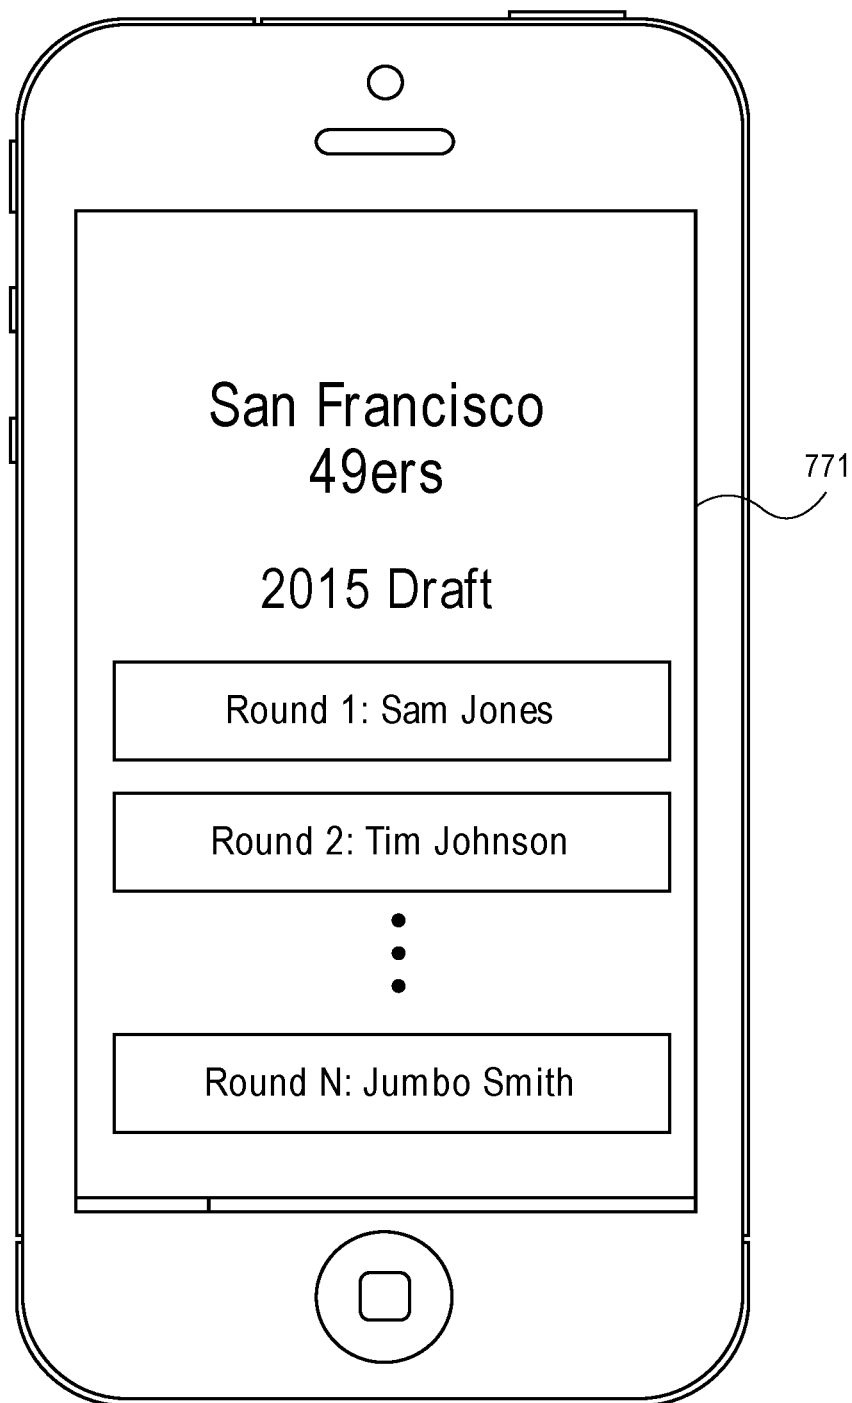 San Francisco
49ers
771
2015 Draft
Round 1: Sam Jones
Round 2: Tim Johnson
Round N: Jumbo Smith